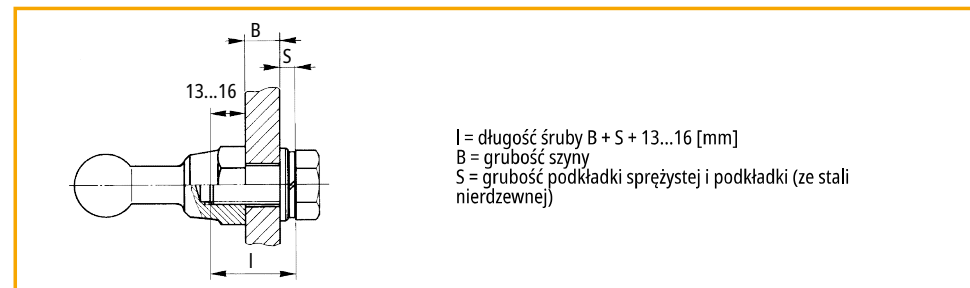 B
S
13...16
l
l = długość śruby B + S + 13...16 [mm]
B = grubość szyny
S = grubość podkładki sprężystej i podkładki (ze stali
nierdzewnej)